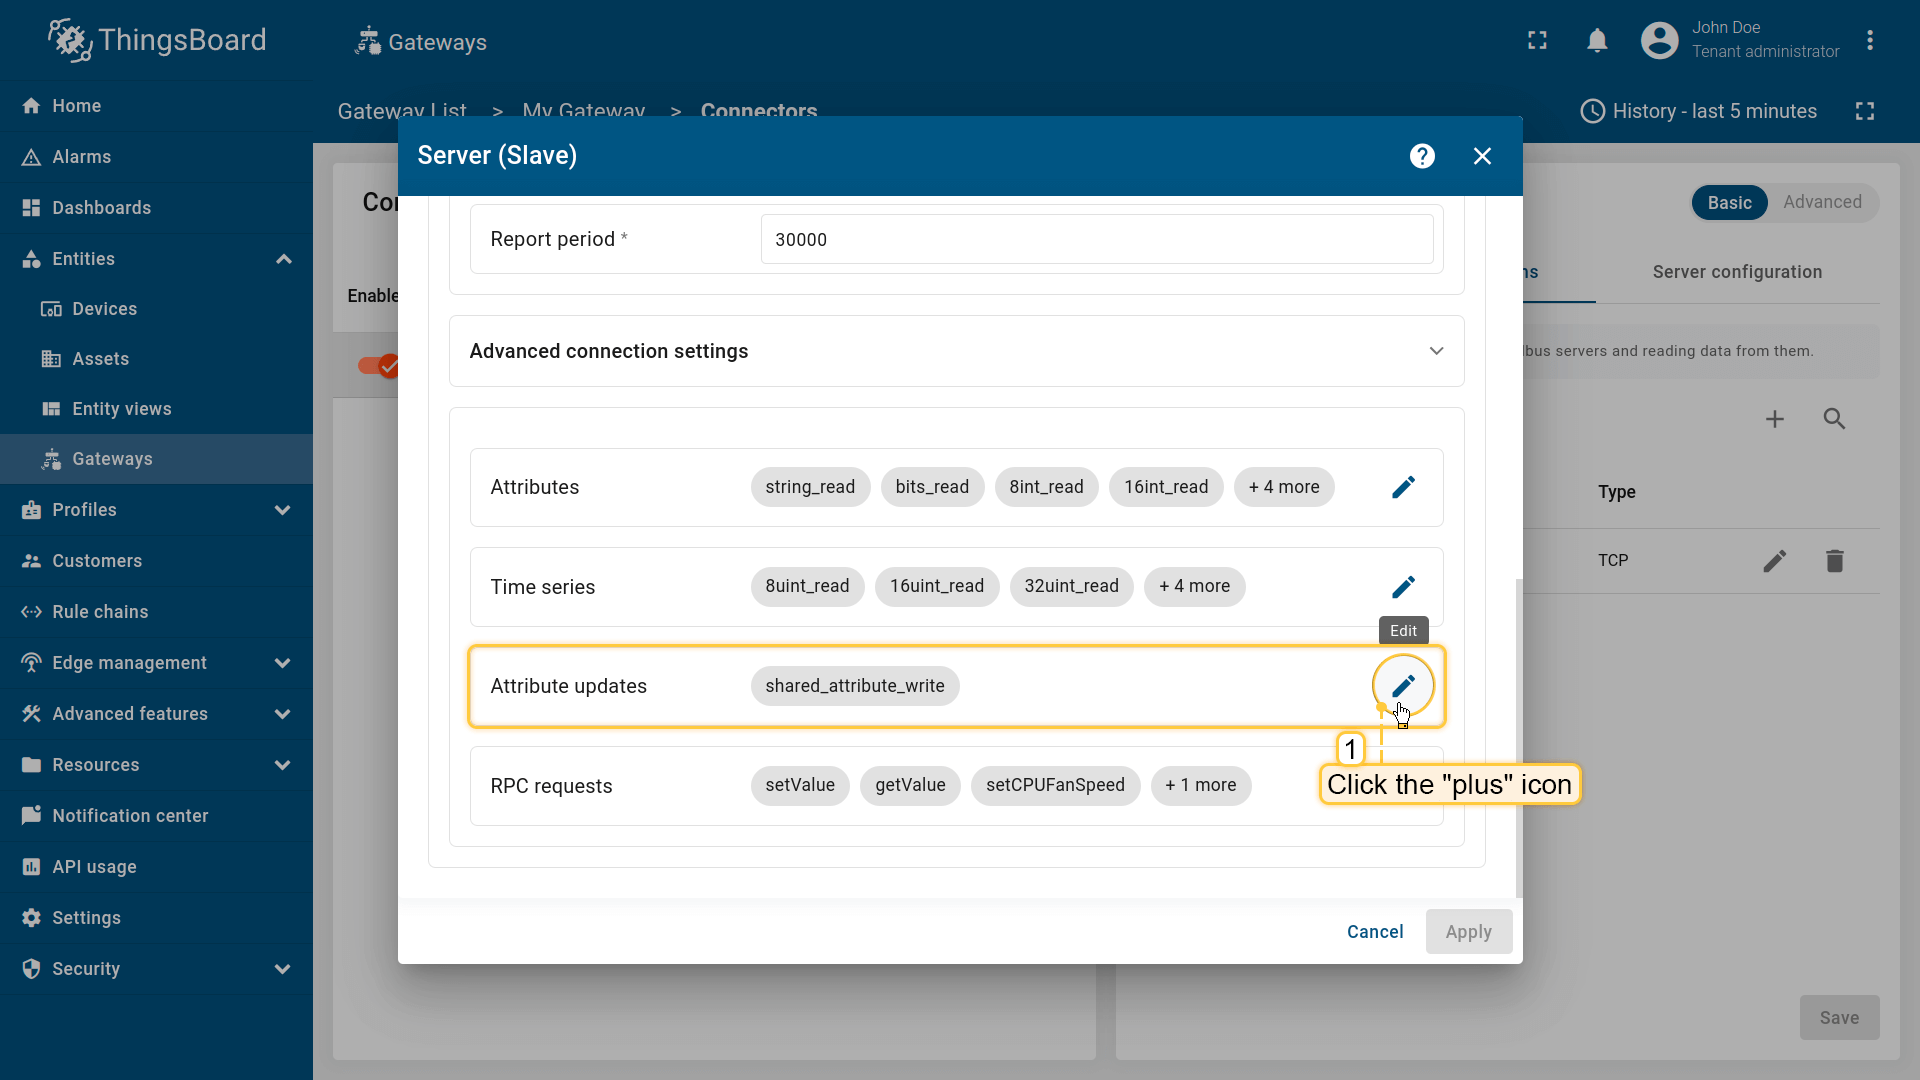 ThingsBoard
Gateways
John Doe
Tenant administrator
Home
Alarms
Dashboards
Entities
Devices
Assets
Entity views
Gateways
Profiles
Customers
Rule chains
Edge management
Advanced features
Resources
Notification center
API usage
Settings
Security
Gateway List > My Gateway > Connectors
History - last 5 minutes
Server (Slave)
Report period *
30000
Advanced connection settings
Attributes
string_read bits_read 8int_read 16int_read + 4 more
Time series
8uint_read 16uint_read 32uint_read + 4 more
Edit
Attribute updates
shared_attribute_write
1
Click the "plus" icon
RPC requests
setValue getValue setCPUFanSpeed + 1 more
Cancel
Apply
Basic
Advanced
Server configuration
servers and reading data from them.
Type
TCP
Save